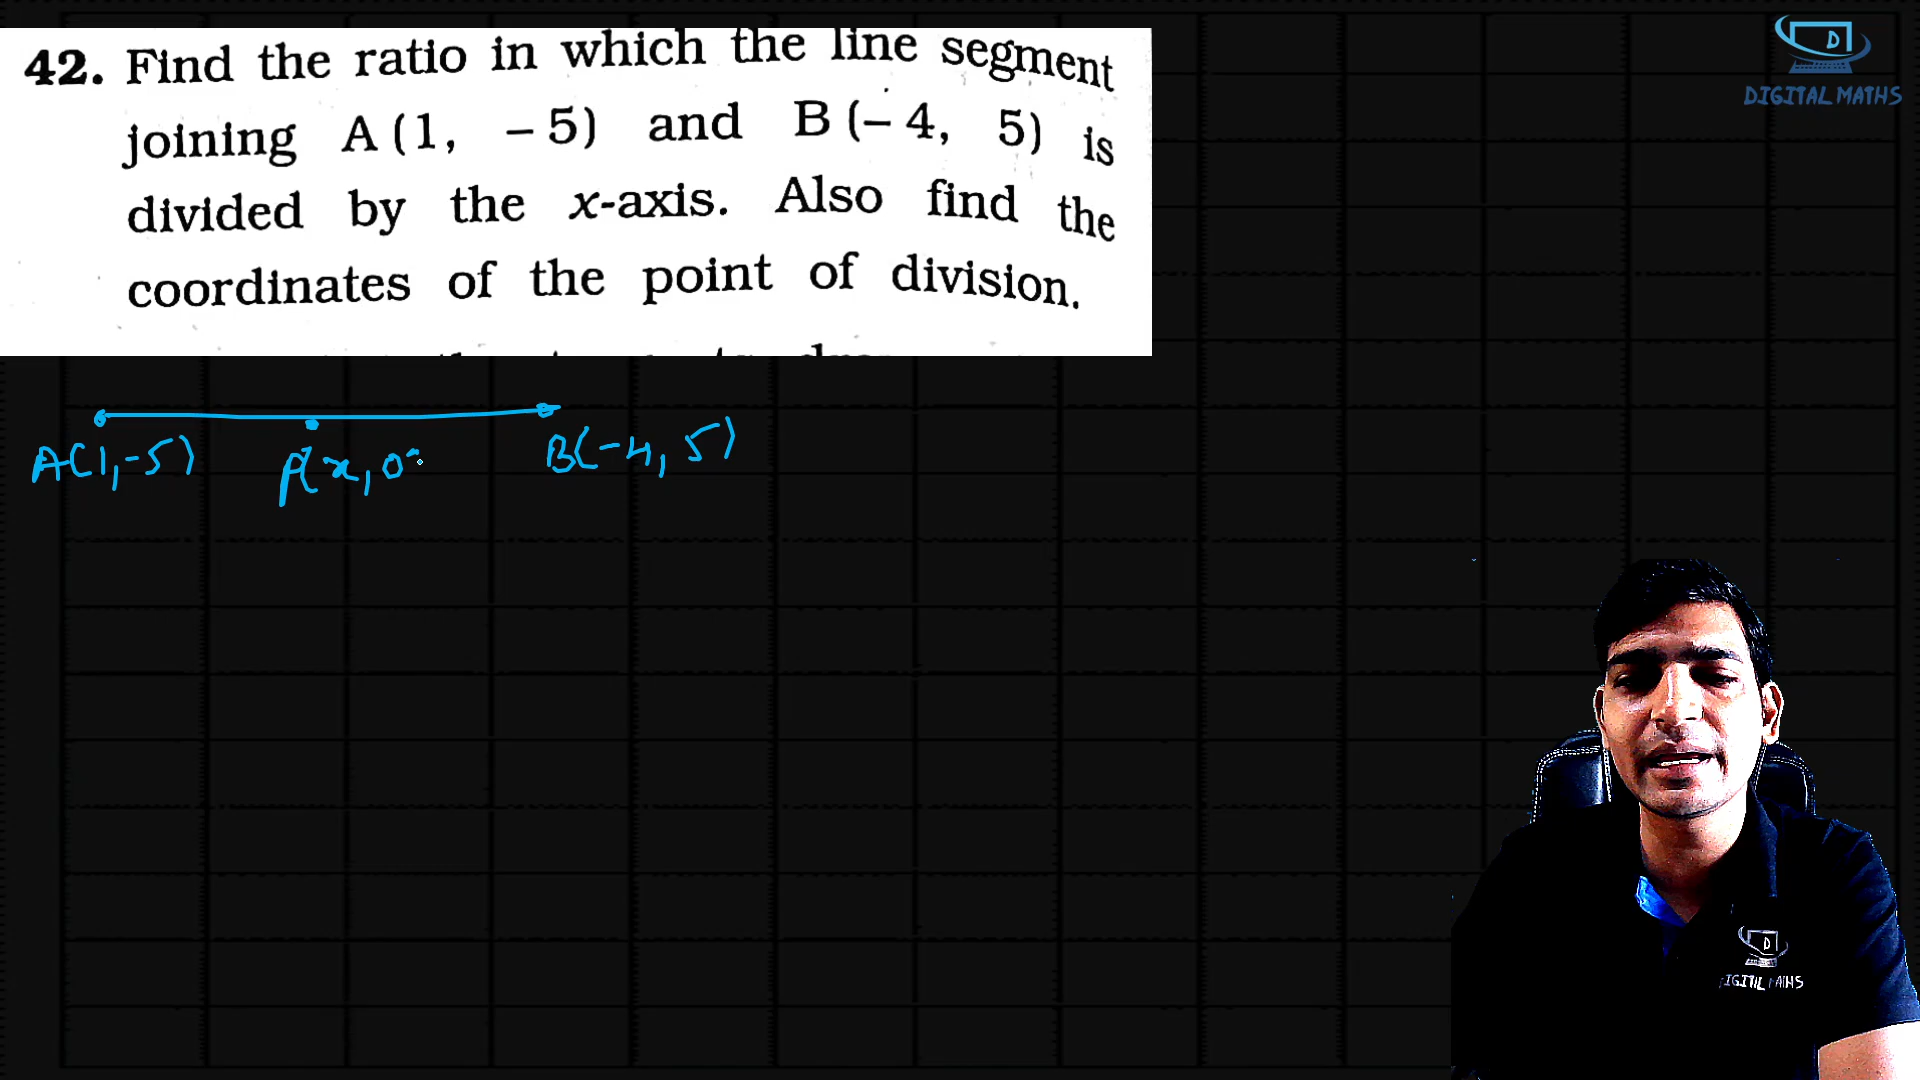 42. Find the ratio in which the line segment
joining A(1, –5) and B(–4, 5) is
divided by the x-axis. Also find the
coordinates of the point of division.
D
DIGITAL MATHS
A(1,-5) P(x,0 B(-4, 5)
D